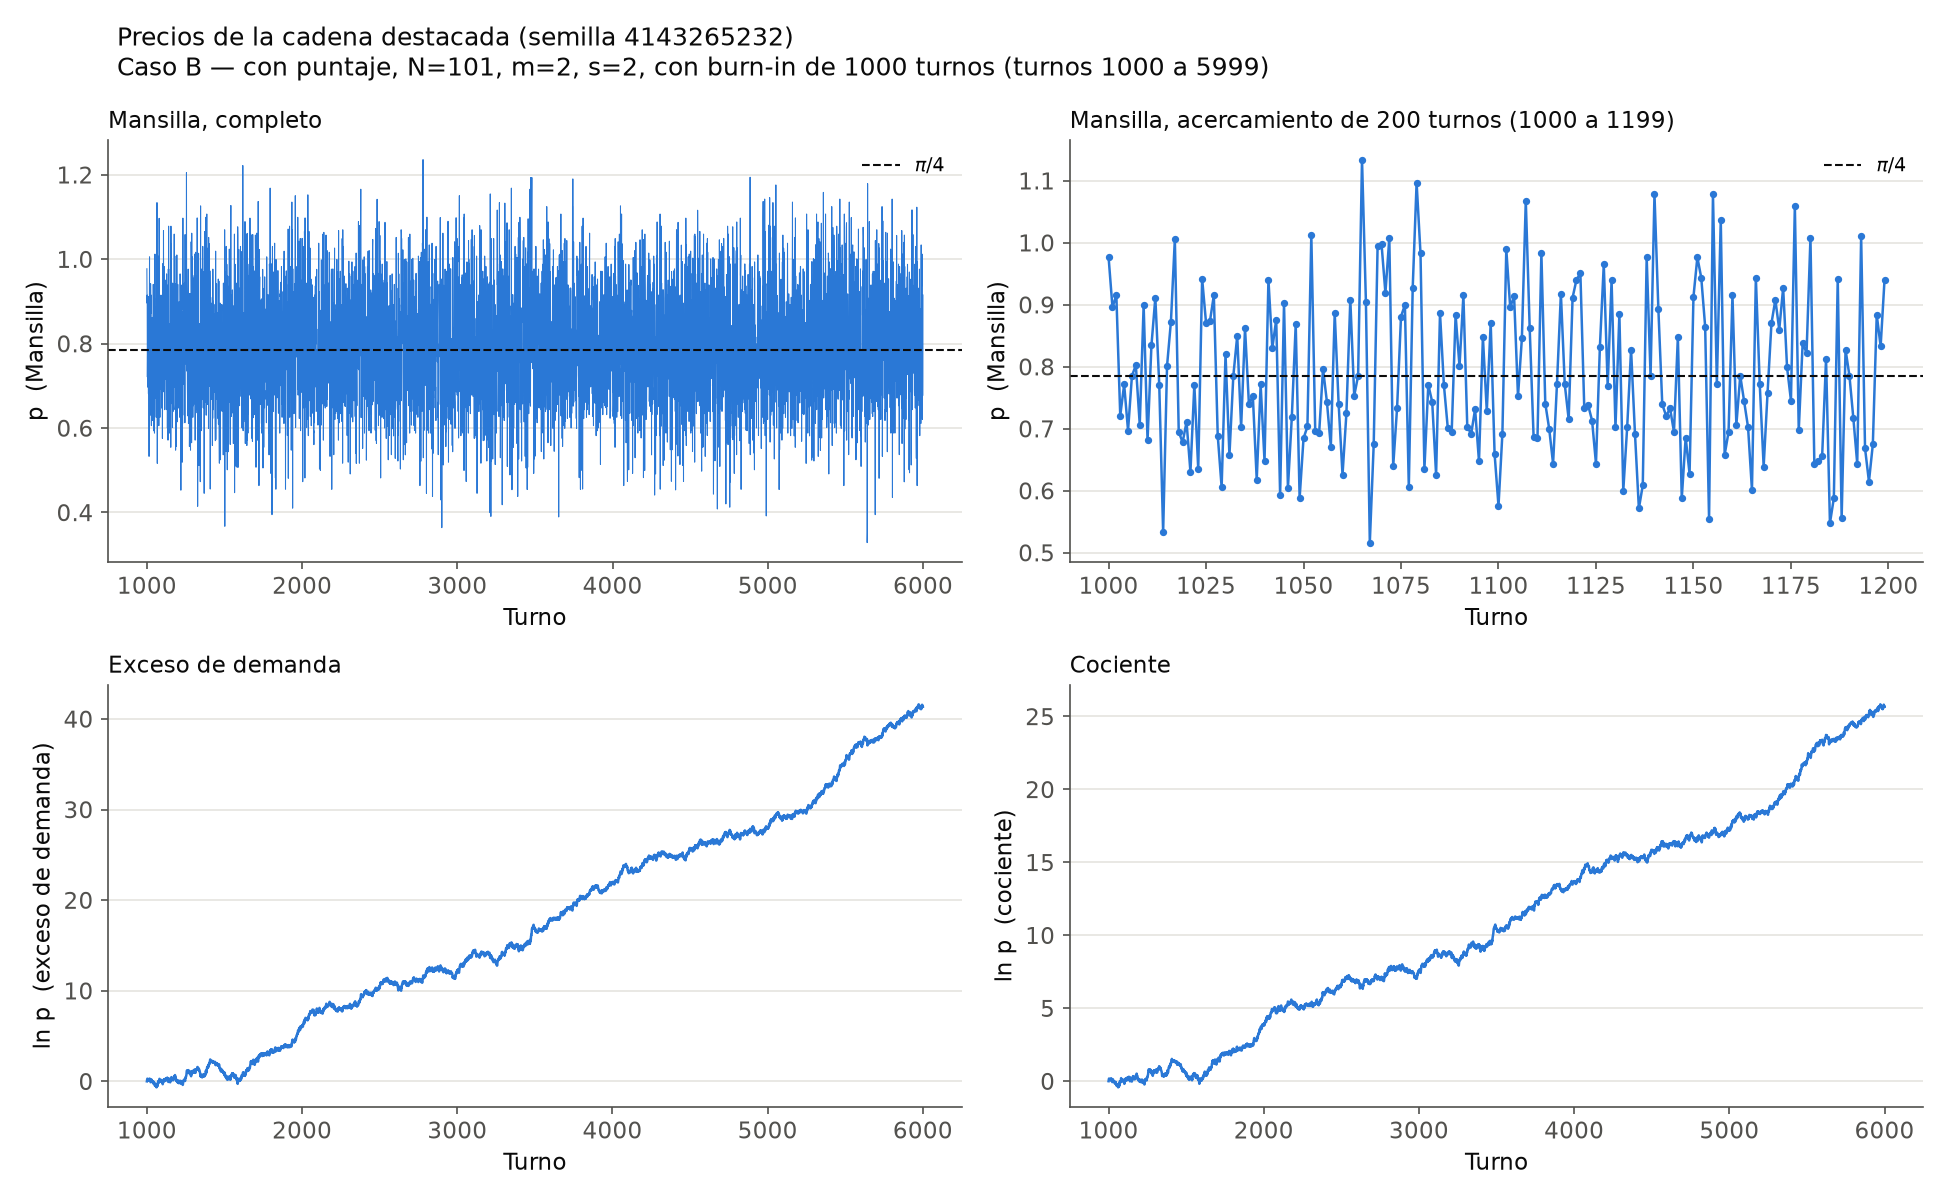 Precios de la cadena destacada (semilla 4143265232)
Caso B — con puntaje, N=101, m=2, s=2, con burn-in de 1000 turnos (turnos 1000 a 5999)
Mansilla, completo
π/4
p (Mansilla)
1.2
1.0
0.8
0.6
0.4
1000 2000 3000 4000 5000 6000
Turno
Mansilla, acercamiento de 200 turnos (1000 a 1199)
π/4
p (Mansilla)
1.1
1.0
0.9
0.8
0.7
0.6
0.5
1000 1025 1050 1075 1100 1125 1150 1175 1200
Turno
Exceso de demanda
ln p (exceso de demanda)
40
30
20
10
0
1000 2000 3000 4000 5000 6000
Turno
Cociente
ln p (cociente)
25
20
15
10
5
0
1000 2000 3000 4000 5000 6000
Turno